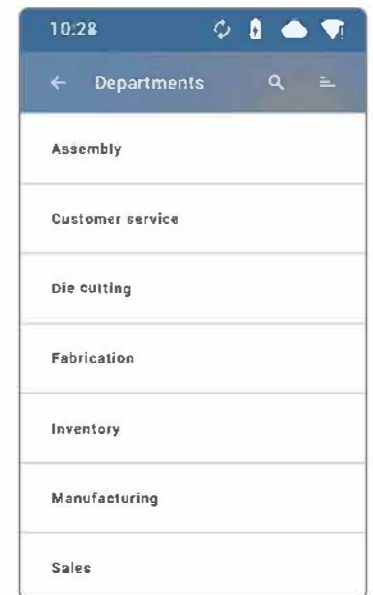 10:28
Departments
Assembly
Customer service
Die cutting
Fabrication
Inventory
Manufacturing
Sales